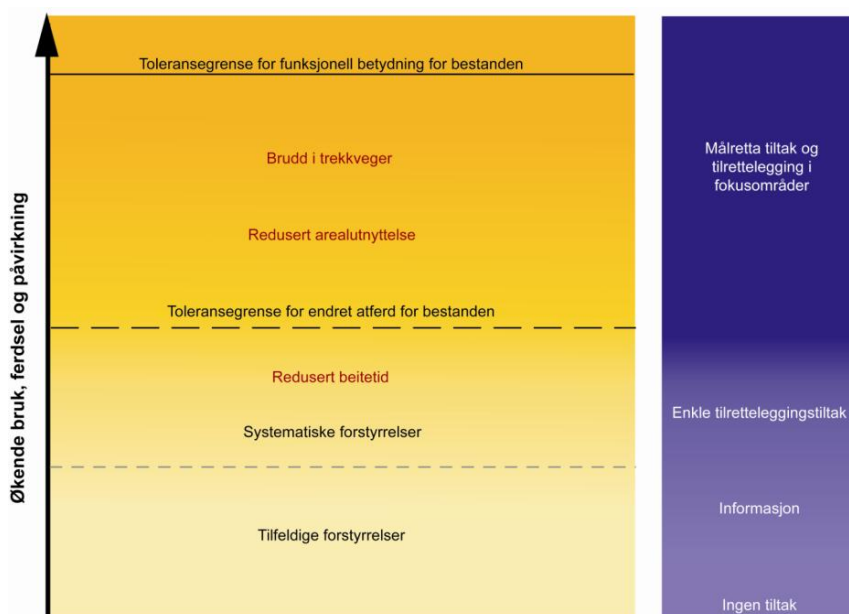 Økende bruk, ferdsel og påvirkning
Toleransegrense for funksjonell betydning for bestanden
Brudd i trekkveger
Redusert arealutnyttelse
Toleransegrense for endret atferd for bestanden
Redusert beitetid
Systematiske forstyrrelser
Tilfeldige forstyrrelser
Målretta tiltak og
tilrettelegging i
fokusområder
Enkle tilretteleggingstiltak
Informasjon
Ingen tiltak